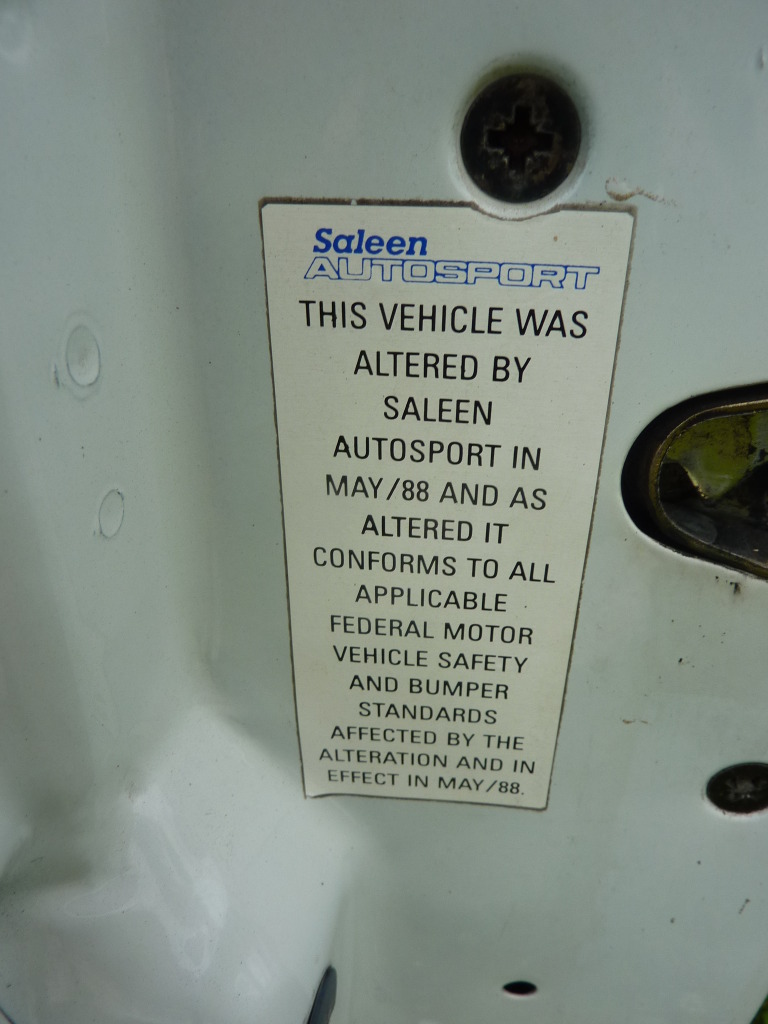 Saleen
AUTOSPORT
THIS VEHICLE WAS
ALTERED BY
SALEEN
AUTOSPORT IN
MAY/88 AND AS
ALTERED IT
CONFORMS TO ALL
APPLICABLE
FEDERAL MOTOR
VEHICLE SAFETY
AND BUMPER
STANDARDS
AFFECTED BY THE
ALTERATION AND IN
EFFECT IN MAY/88.